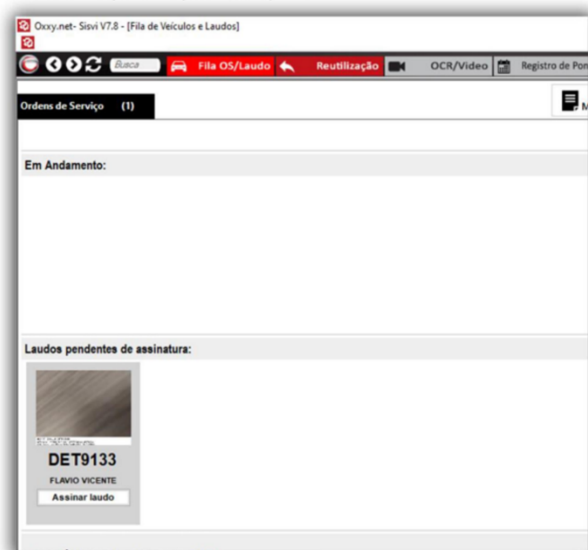 Oxxy.net- Sisvi V7.8 - [Fila de Veículos e Laudos]
Busca Fila OS/Laudo Reutilização OCR/Video Registro de Pon
Ordens de Serviço (1) M
Em Andamento:
Laudos pendentes de assinatura:
DET9133
FLAVIO VICENTE
Assinar laudo